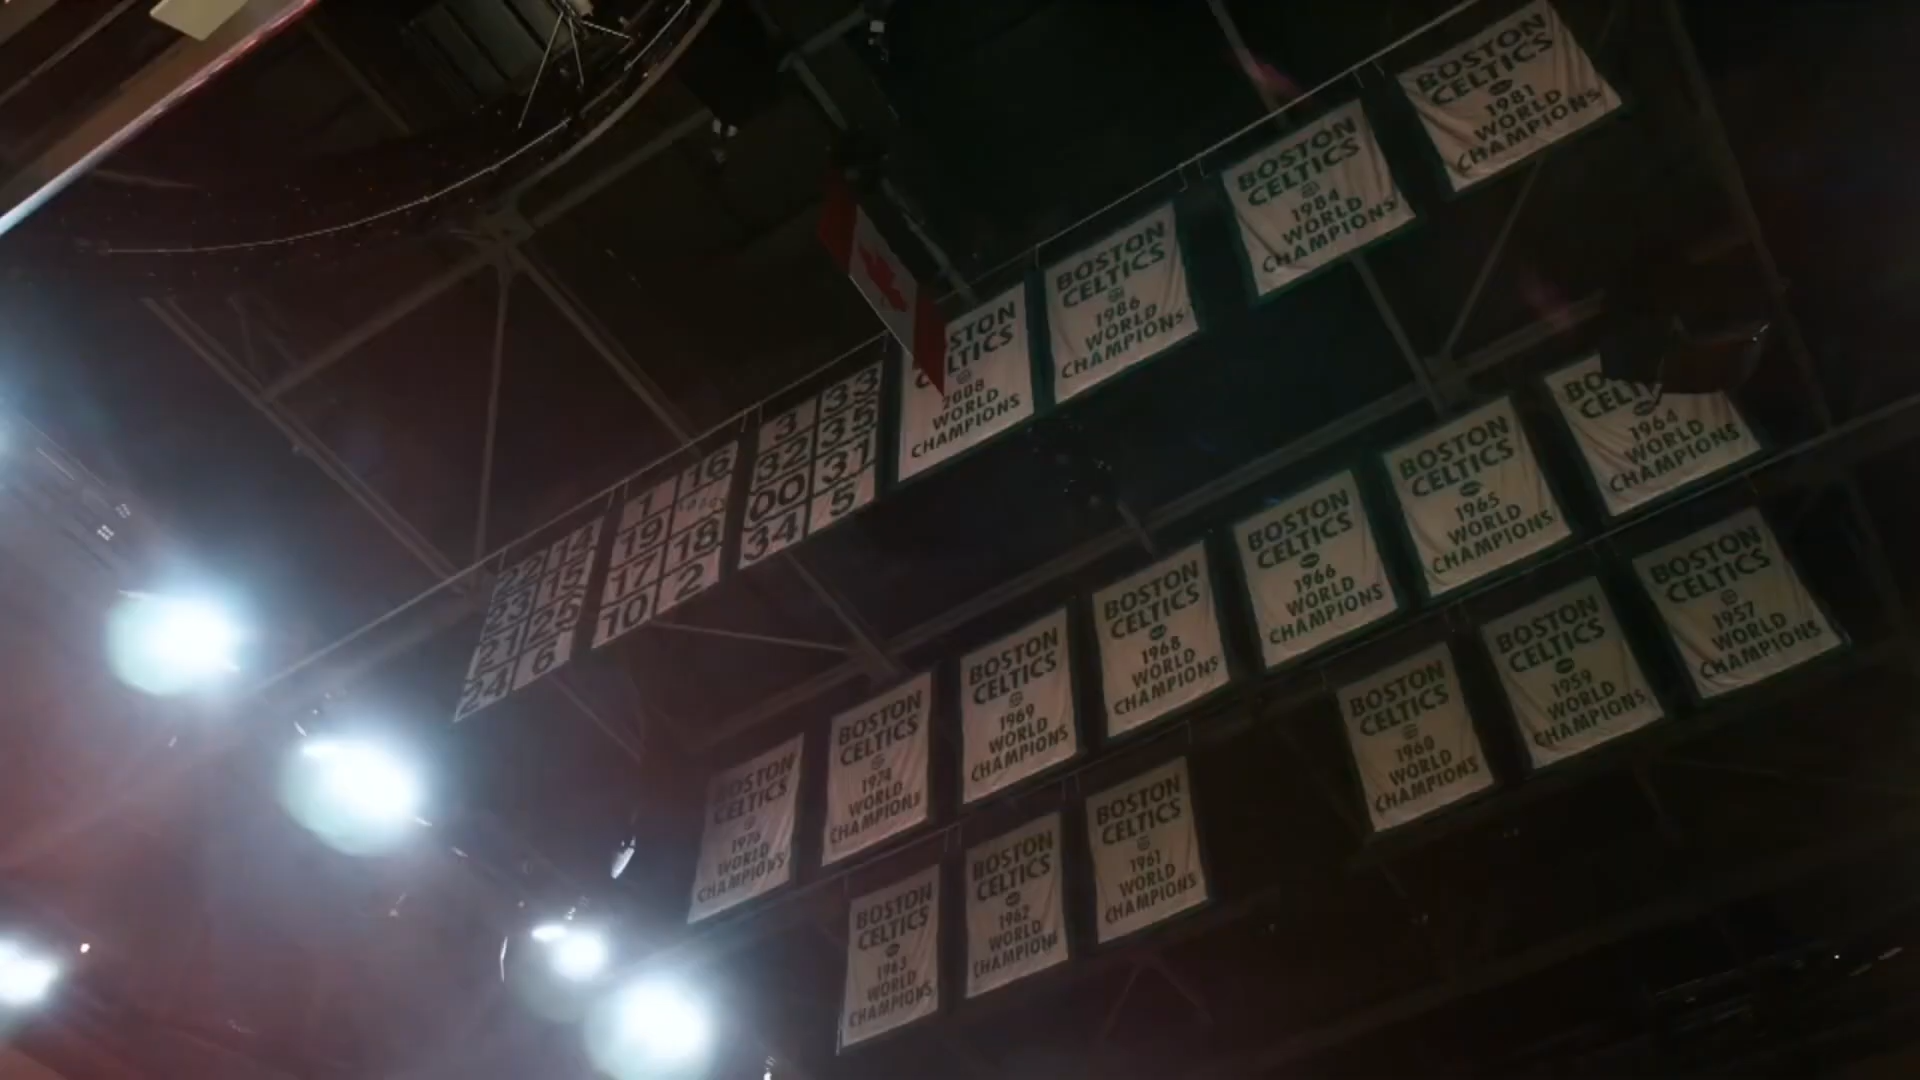 BOSTON
CELTICS
1981
WORLD
CHAMPIONS
BOSTON
CELTICS
1984
WORLD
CHAMPIONS
BOSTON
CELTICS
1986
WORLD
CHAMPIONS
STON
LTICS
2008
WORLD
CHAMPIONS
3 33
32 35
00 31
34 5
1 16
19 LOSCY
17 18
10 2
22 14
23 15
21 25
24 6
BOSTON
CELTICS
1976
WORLD
CHAMPIONS
BOSTON
CELTICS
1974
WORLD
CHAMPIONS
BOSTON
CELTICS
1969
WORLD
CHAMPIONS
BOSTON
CELTICS
1968
WORLD
CHAMPIONS
BOSTON
CELTICS
1966
WORLD
CHAMPIONS
BOSTON
CELTICS
1965
WORLD
CHAMPIONS
BO
CELTI
1964
WORLD
CHAMPIONS
BOSTON
CELTICS
1963
WORLD
CHAMPIONS
BOSTON
CELTICS
1962
WORLD
CHAMPIONS
BOSTON
CELTICS
1961
WORLD
CHAMPIONS
BOSTON
CELTICS
1960
WORLD
CHAMPIONS
BOSTON
CELTICS
1959
WORLD
CHAMPIONS
BOSTON
CELTICS
1957
WORLD
CHAMPIONS